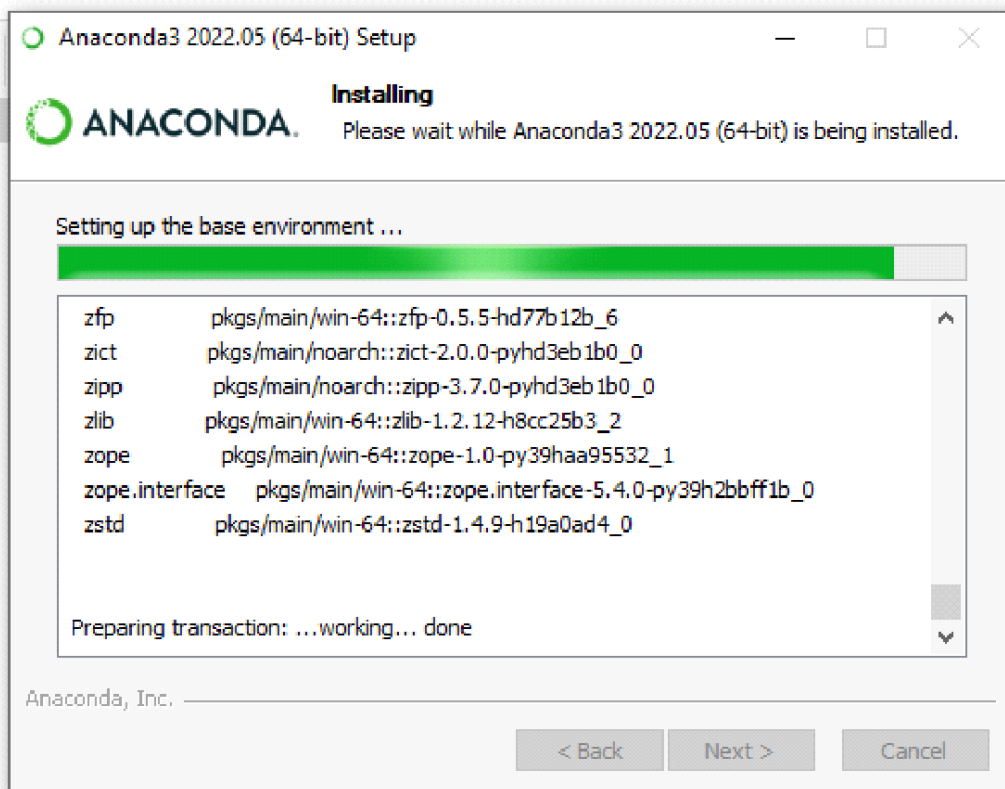 Anaconda3 2022.05 (64-bit) Setup
ANACONDA.
Installing
Please wait while Anaconda3 2022.05 (64-bit) is being installed.
Setting up the base environment ...
zfp pkgs/main/win-64::zfp-0.5.5-hd77b12b_6
zict pkgs/main/noarch::zict-2.0.0-pyhd3eb1b0_0
zipp pkgs/main/noarch::zipp-3.7.0-pyhd3eb1b0_0
zlib pkgs/main/win-64::zlib-1.2.12-h8cc25b3_2
zope pkgs/main/win-64::zope-1.0-py39haa95532_1
zope.interface pkgs/main/win-64::zope.interface-5.4.0-py39h2bbff1b_0
zstd pkgs/main/win-64::zstd-1.4.9-h19a0ad4_0
Preparing transaction: ...working... done
Anaconda, Inc.
< Back Next > Cancel